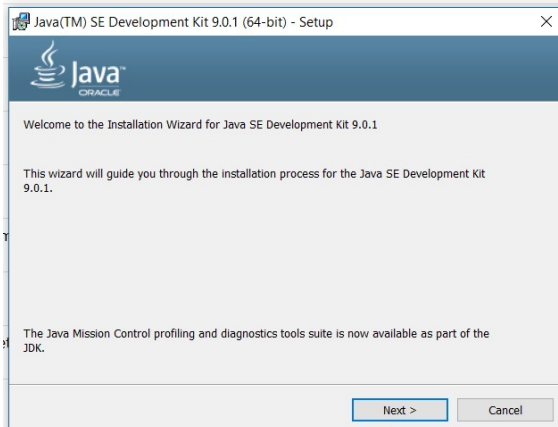 Java(TM) SE Development Kit 9.0.1 (64-bit) - Setup
Java™
ORACLE
Welcome to the Installation Wizard for Java SE Development Kit 9.0.1
This wizard will guide you through the installation process for the Java SE Development Kit
9.0.1.
The Java Mission Control profiling and diagnostics tools suite is now available as part of the
JDK.
Next >
Cancel